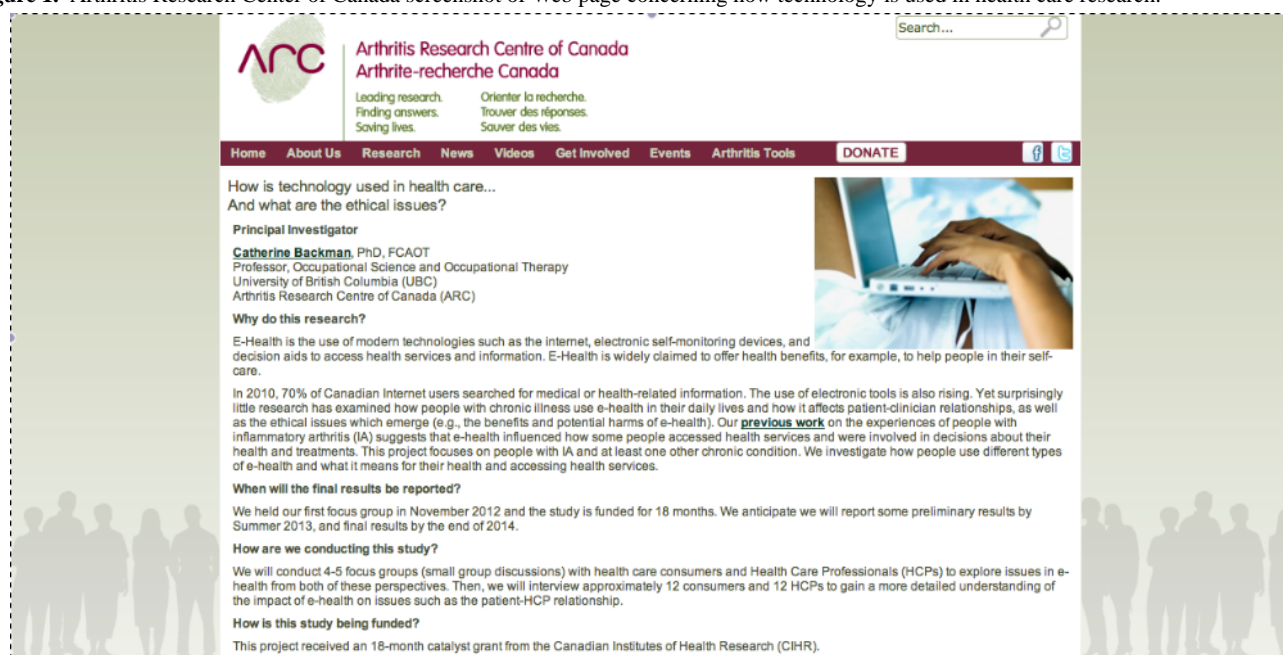 Figure 1. Arthritis Research Center of Canada screenshot of Web page concerning how technology is used in health care research.
Search...
ARC
Arthritis Research Centre of Canada
Arthrite-recherche Canada
Leading research. Orienter la recherche.
Finding answers. Trouver des réponses.
Saving lives. Sauver des vies.
Home About Us Research News Videos Get Involved Events Arthritis Tools DONATE
How is technology used in health care...
And what are the ethical issues?
Principal Investigator
Catherine Backman, PhD, FCAOT
Professor, Occupational Science and Occupational Therapy
University of British Columbia (UBC)
Arthritis Research Centre of Canada (ARC)
Why do this research?
E-Health is the use of modern technologies such as the internet, electronic self-monitoring devices, and
decision aids to access health services and information. E-Health is widely claimed to offer health benefits, for example, to help people in their self-
care.
In 2010, 70% of Canadian Internet users searched for medical or health-related information. The use of electronic tools is also rising. Yet surprisingly
little research has examined how people with chronic illness use e-health in their daily lives and how it affects patient-clinician relationships, as well
as the ethical issues which emerge (e.g., the benefits and potential harms of e-health). Our previous work on the experiences of people with
inflammatory arthritis (IA) suggests that e-health influenced how some people accessed health services and were involved in decisions about their
health and treatments. This project focuses on people with IA and at least one other chronic condition. We investigate how people use different types
of e-health and what it means for their health and accessing health services.
When will the final results be reported?
We held our first focus group in November 2012 and the study is funded for 18 months. We anticipate we will report some preliminary results by
Summer 2013, and final results by the end of 2014.
How are we conducting this study?
We will conduct 4-5 focus groups (small group discussions) with health care consumers and Health Care Professionals (HCPs) to explore issues in e-
health from both of these perspectives. Then, we will interview approximately 12 consumers and 12 HCPs to gain a more detailed understanding of
the impact of e-health on issues such as the patient-HCP relationship.
How is this study being funded?
This project received an 18-month catalyst grant from the Canadian Institutes of Health Research (CIHR).